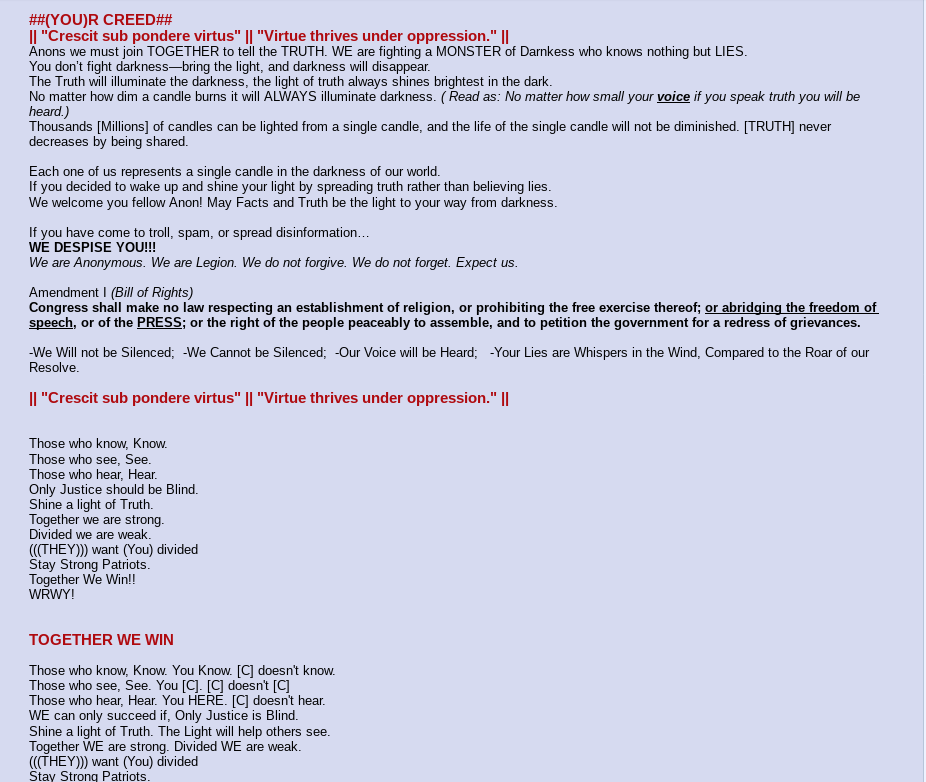 ##(YOU)R CREED##
|| "Crescit sub pondere virtus" || "Virtue thrives under oppression." ||
Anons we must join TOGETHER to tell the TRUTH. WE are fighting a MONSTER of Darnkess who knows nothing but LIES.
You don’t fight darkness—bring the light, and darkness will disappear.
The Truth will illuminate the darkness, the light of truth always shines brightest in the dark.
No matter how dim a candle burns it will ALWAYS illuminate darkness. ( Read as: No matter how small your voice if you speak truth you will be
heard.)
Thousands [Millions] of candles can be lighted from a single candle, and the life of the single candle will not be diminished. [TRUTH] never
decreases by being shared.
Each one of us represents a single candle in the darkness of our world.
If you decided to wake up and shine your light by spreading truth rather than believing lies.
We welcome you fellow Anon! May Facts and Truth be the light to your way from darkness.
If you have come to troll, spam, or spread disinformation…
WE DESPISE YOU!!!
We are Anonymous. We are Legion. We do not forgive. We do not forget. Expect us.
Amendment I (Bill of Rights)
Congress shall make no law respecting an establishment of religion, or prohibiting the free exercise thereof; or abridging the freedom of
speech, or of the PRESS; or the right of the people peaceably to assemble, and to petition the government for a redress of grievances.
-We Will not be Silenced;  -We Cannot be Silenced;  -Our Voice will be Heard;   -Your Lies are Whispers in the Wind, Compared to the Roar of our
Resolve.
|| "Crescit sub pondere virtus" || "Virtue thrives under oppression." ||
Those who know, Know.
Those who see, See.
Those who hear, Hear.
Only Justice should be Blind.
Shine a light of Truth.
Together we are strong.
Divided we are weak.
(((THEY))) want (You) divided
Stay Strong Patriots.
Together We Win!!
WRWY!
TOGETHER WE WIN
Those who know, Know. You Know. [C] doesn't know.
Those who see, See. You [C]. [C] doesn't [C]
Those who hear, Hear. You HERE. [C] doesn't hear.
WE can only succeed if, Only Justice is Blind.
Shine a light of Truth. The Light will help others see.
Together WE are strong. Divided WE are weak.
(((THEY))) want (You) divided
Stay Strong Patriots.